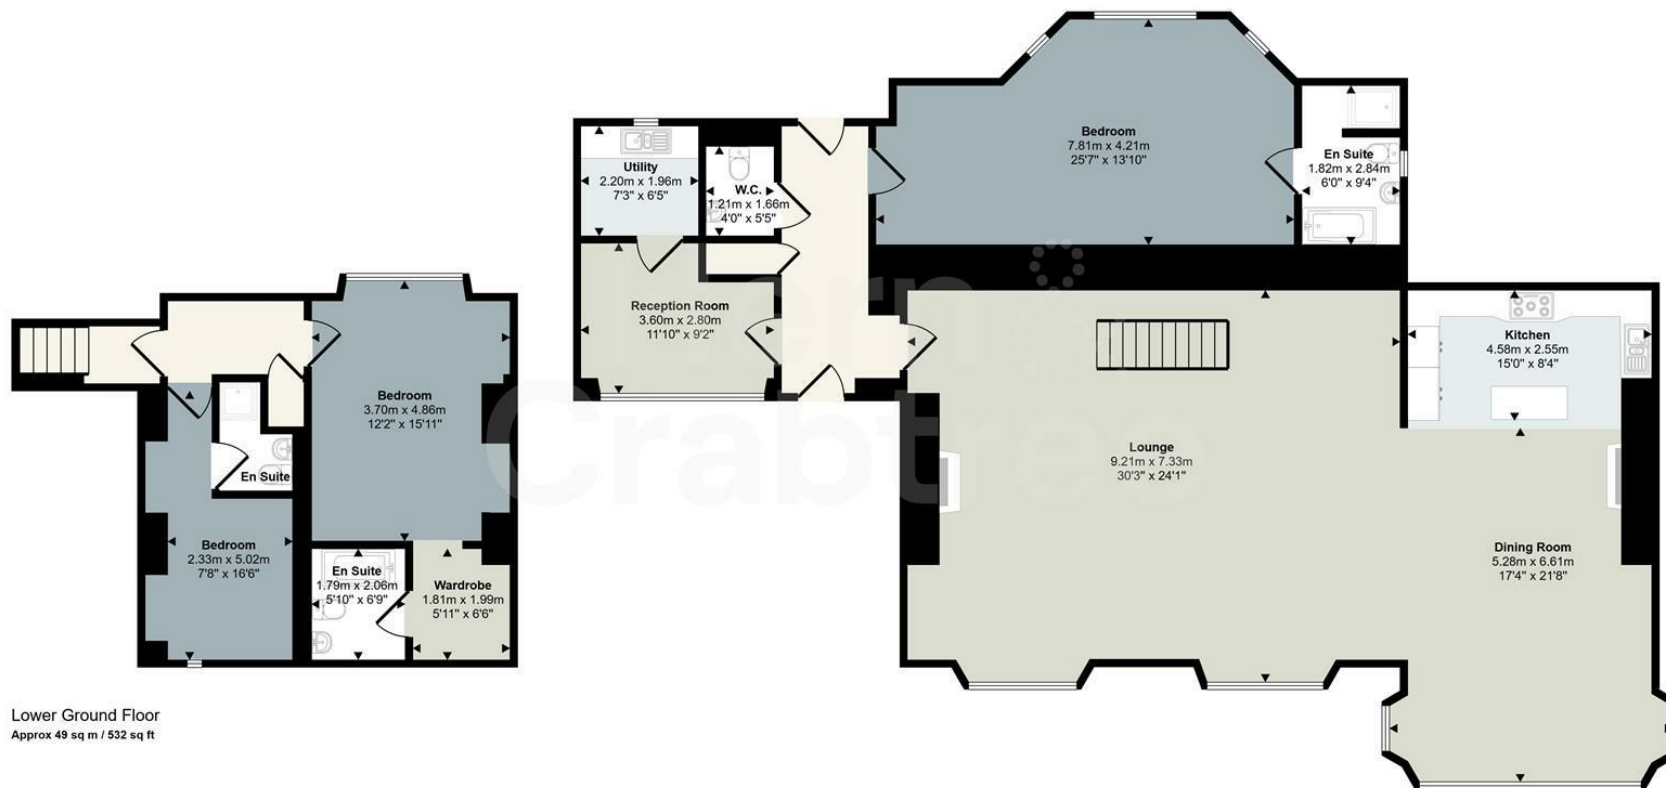 Bedroom
7.81m x 4.21m
25'7" x 13'10"
En Suite
1.82m x 2.84m
6'0" x 9'4"
Utility
2.20m x 1.96m
7'3" x 6'5"
W.C.
1.21m x 1.66m
4'0" x 5'5"
Reception Room
3.60m x 2.80m
11'10" x 9'2"
Kitchen
4.58m x 2.55m
15'0" x 8'4"
Lounge
9.21m x 7.33m
30'3" x 24'1"
Dining Room
5.28m x 6.61m
17'4" x 21'8"
Bedroom
3.70m x 4.86m
12'2" x 15'11"
En Suite
Bedroom
2.33m x 5.02m
7'8" x 16'6"
En Suite
1.79m x 2.06m
5'10" x 6'9"
Wardrobe
1.81m x 1.99m
5'11" x 6'6"
Lower Ground Floor
Approx 49 sq m / 532 sq ft
Crabtree